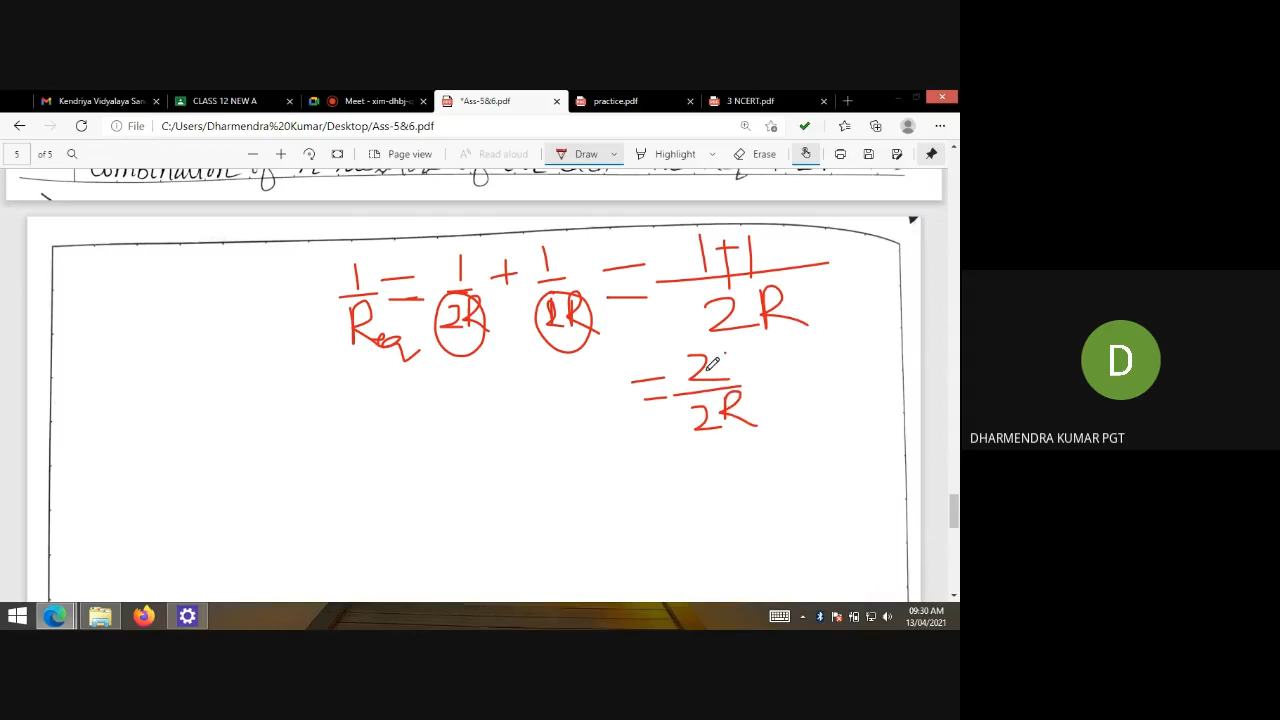 Kendriya Vidyalaya San
CLASS 12 NEW A
Meet - xim-dhbj-c
*Ass-5&6.pdf
practice.pdf
3 NCERT.pdf
File C:/Users/Dharmendra%20Kumar/Desktop/Ass-5&6.pdf
5 of 5 Page view Read aloud Draw Highlight Erase
combination of
1/Req = 1/2R + 1/2R = 1+1/2R
= 2/2R
D
DHARMENDRA KUMAR PGT
09:30 AM
13/04/2021